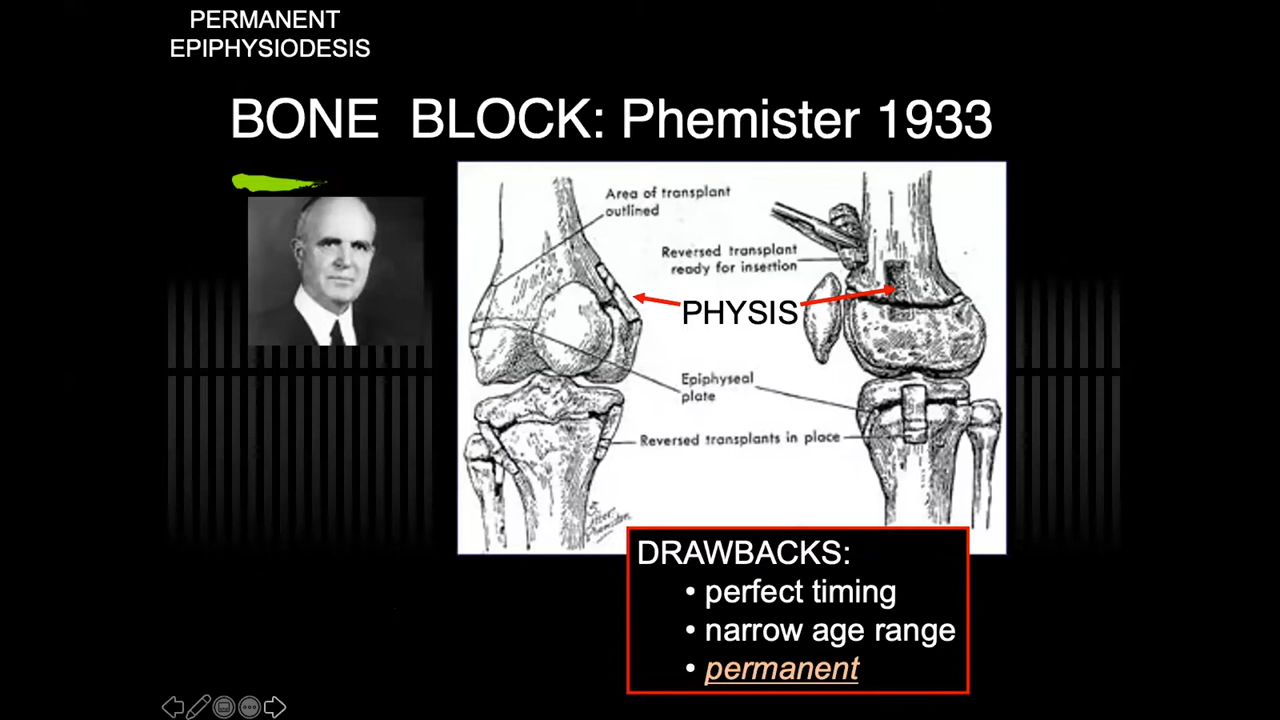 PERMANENT
EPIPHYSIODESIS
BONE BLOCK: Phemister 1933
Area of transplant
outlined
Reversed transplant
ready for insertion
PHYSIS
Epiphyseal
plate
Reversed transplants in place
DRAWBACKS:
• perfect timing
• narrow age range
• permanent